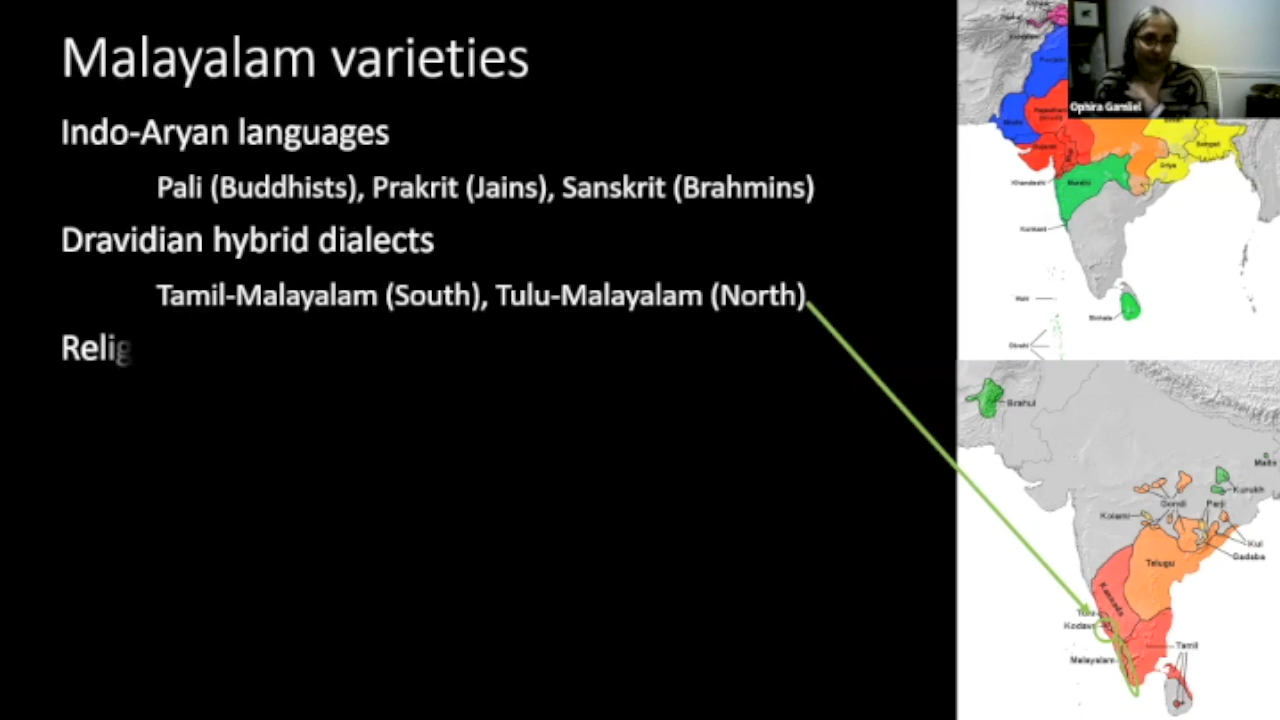 Malayalam varieties
Indo-Aryan languages
Pali (Buddhists), Prakrit (Jains), Sanskrit (Brahmins)
Dravidian hybrid dialects
Tamil-Malayalam (South), Tulu-Malayalam (North)
Relig
Ophira Gamliel
Punjabi
Sindhi
Gujarati
Bengali
Oriya
Khandeshi
Marathi
Konkani
Sinhala
Brahui
Malto
Kurukh
Gondi
Parji
Kolami
Kui
Gadaba
Telugu
Kannada
Tulu
Kodavu
Malayalam
Tamil